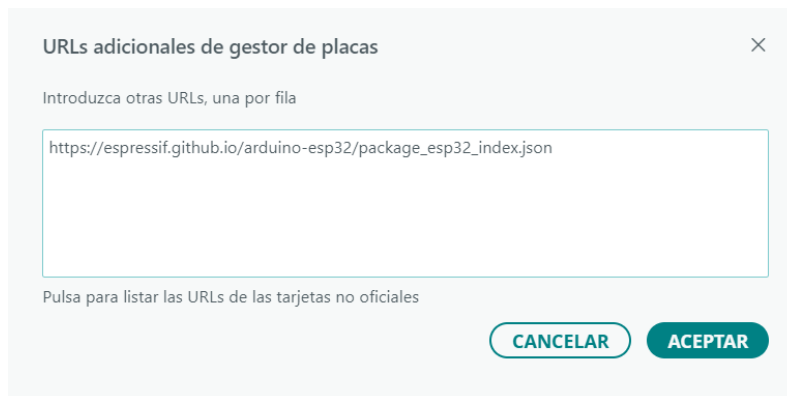 URLs adicionales de gestor de placas
Introduzca otras URLs, una por fila
https://espressif.github.io/arduino-esp32/package_esp32_index.json
Pulsa para listar las URLs de las tarjetas no oficiales
CANCELAR
ACEPTAR